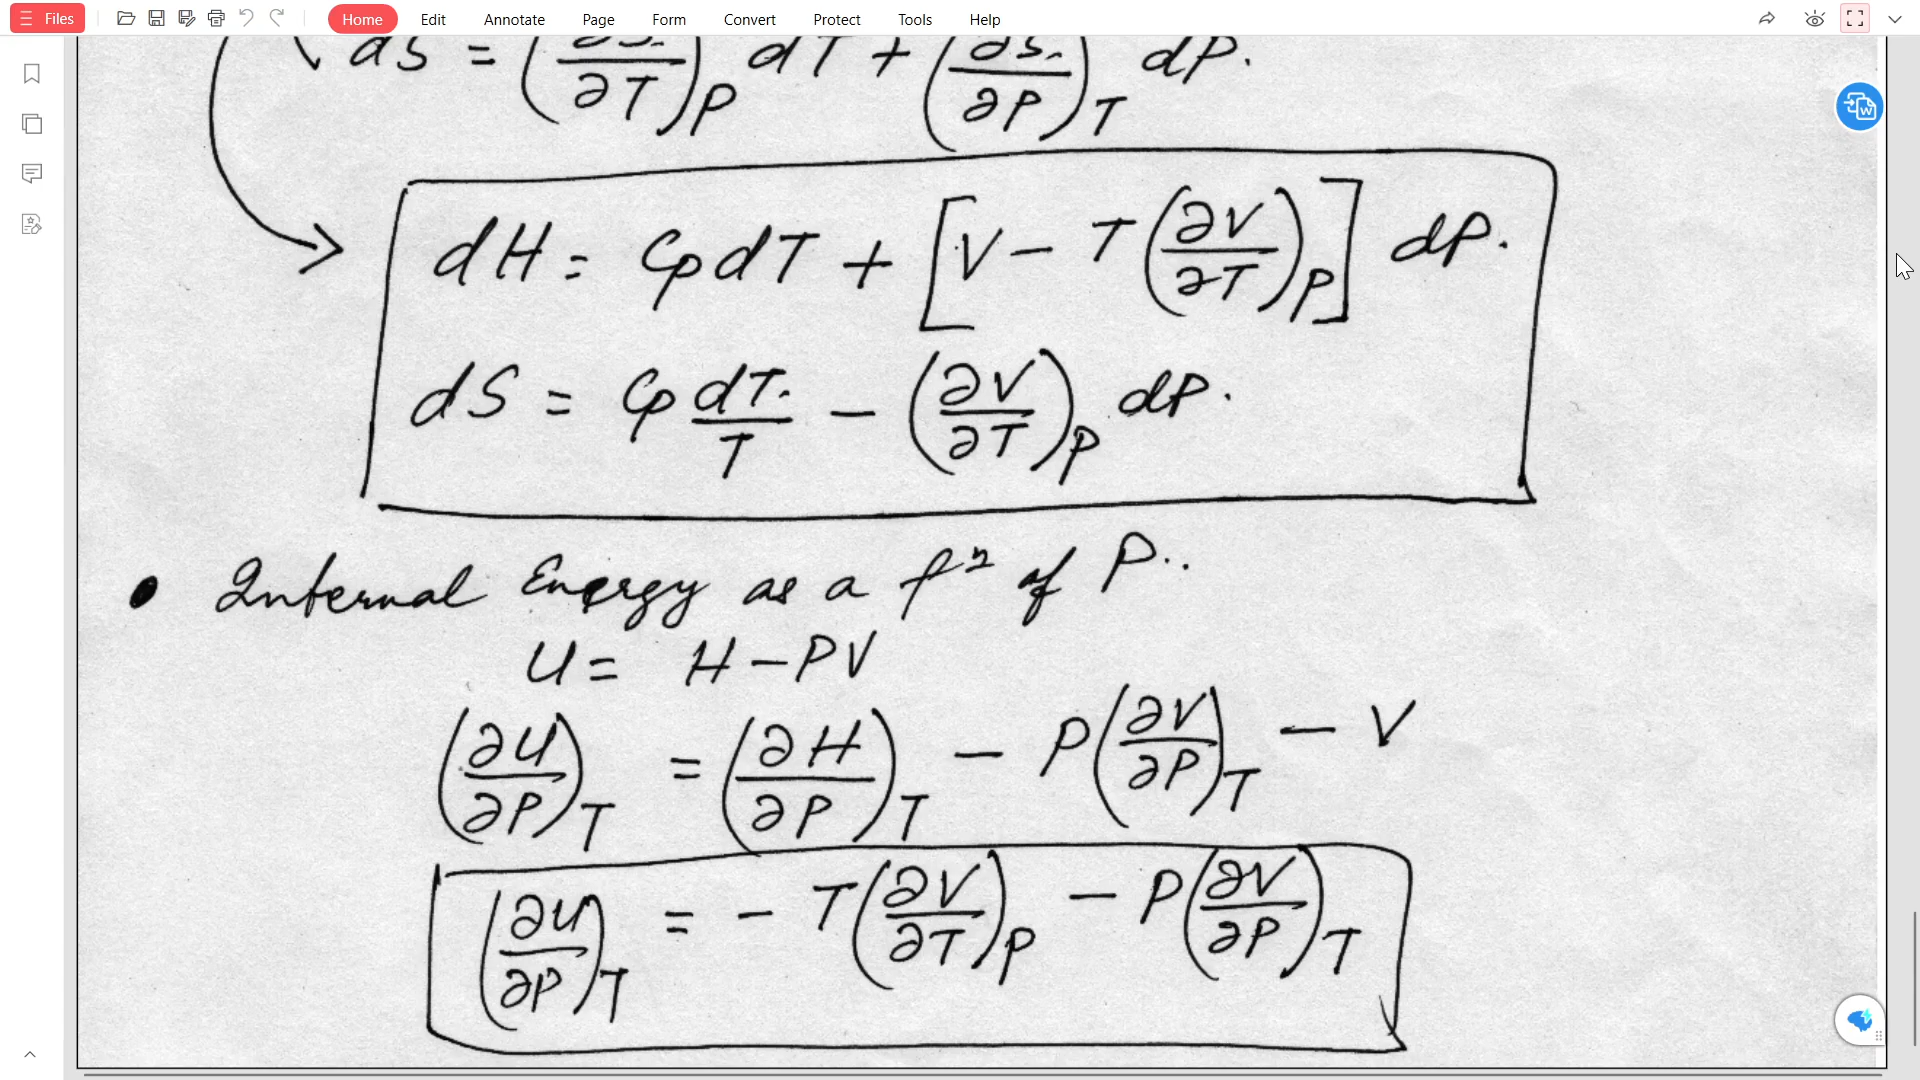 Files Home Edit Annotate Page Form Convert Protect Tools Help
dS = (∂S/∂T)_P dT + (∂S/∂P)_T dP.
dH = Cp dT + [V - T(∂V/∂T)_P] dP.
dS = Cp dT/T - (∂V/∂T)_P dP.
• Internal Energy as a fⁿ of P..
U = H - PV
(∂U/∂P)_T = (∂H/∂P)_T - P(∂V/∂P)_T - V
(∂U/∂P)_T = - T(∂V/∂T)_P - P(∂V/∂P)_T